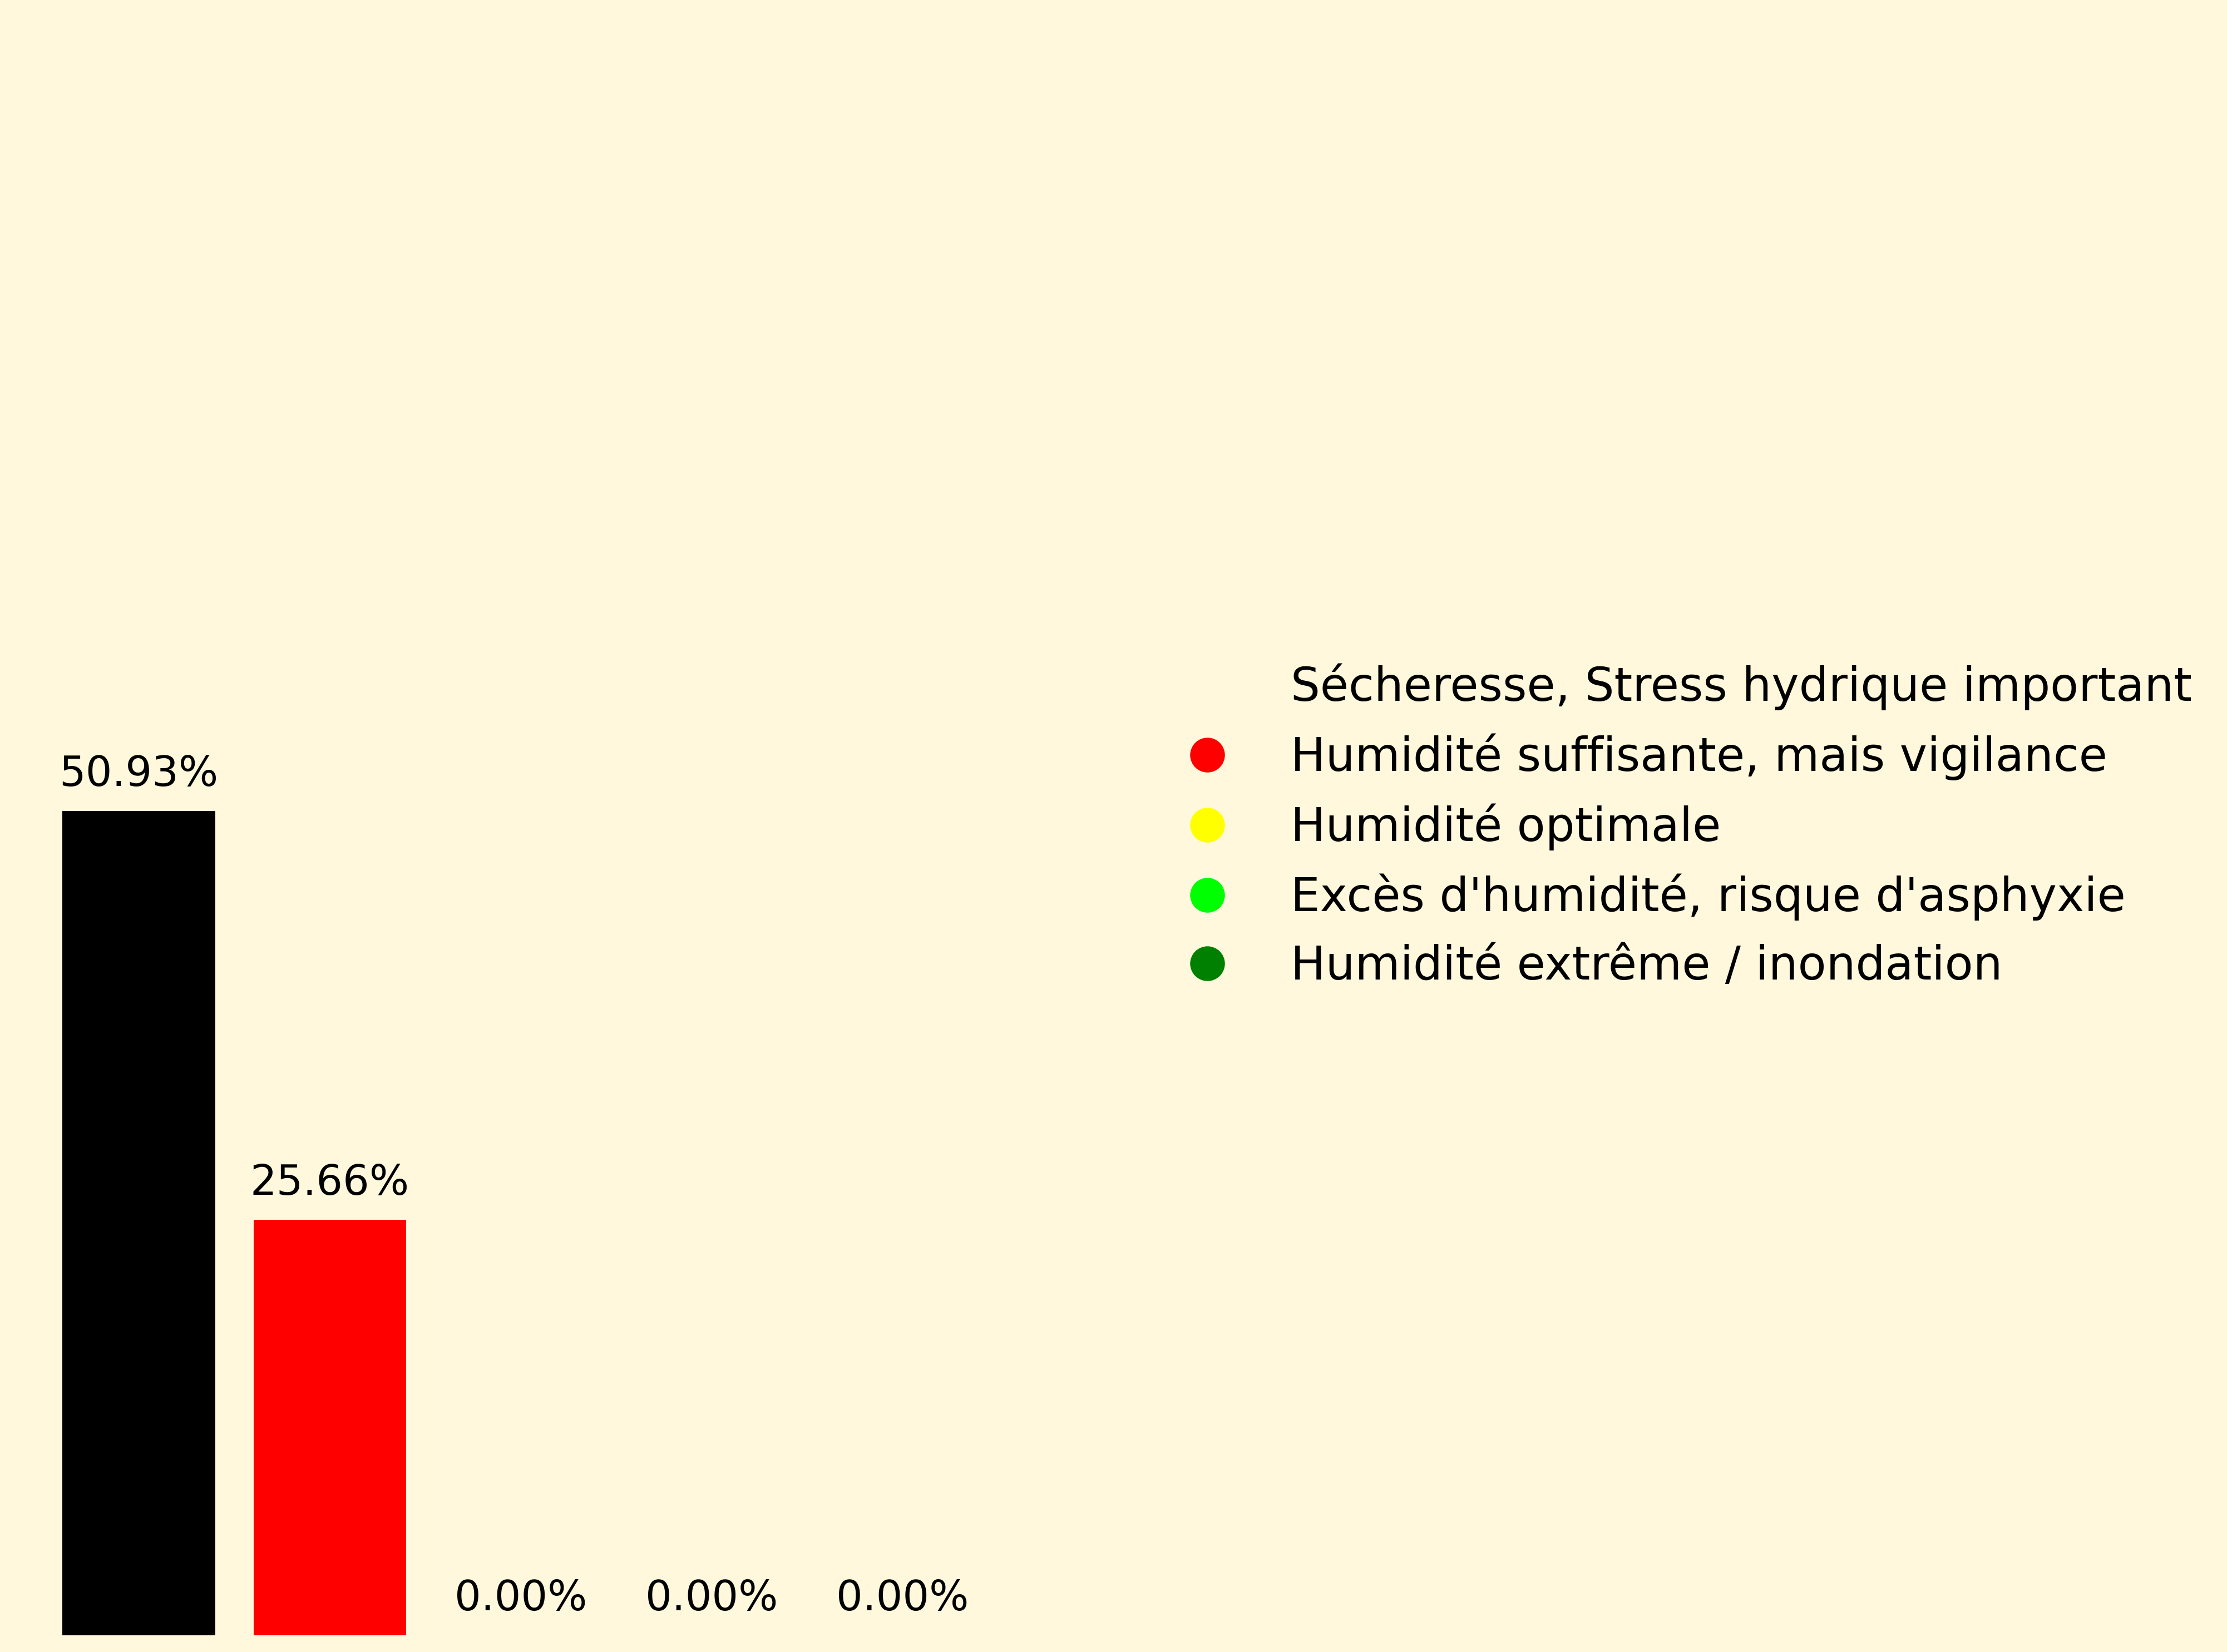 Sécheresse, Stress hydrique important
Humidité suffisante, mais vigilance
50.93%
Humidité optimale
Excès d'humidité, risque d'asphyxie
Humidité extrême / inondation
25.66%
0.00% 0.00% 0.00%